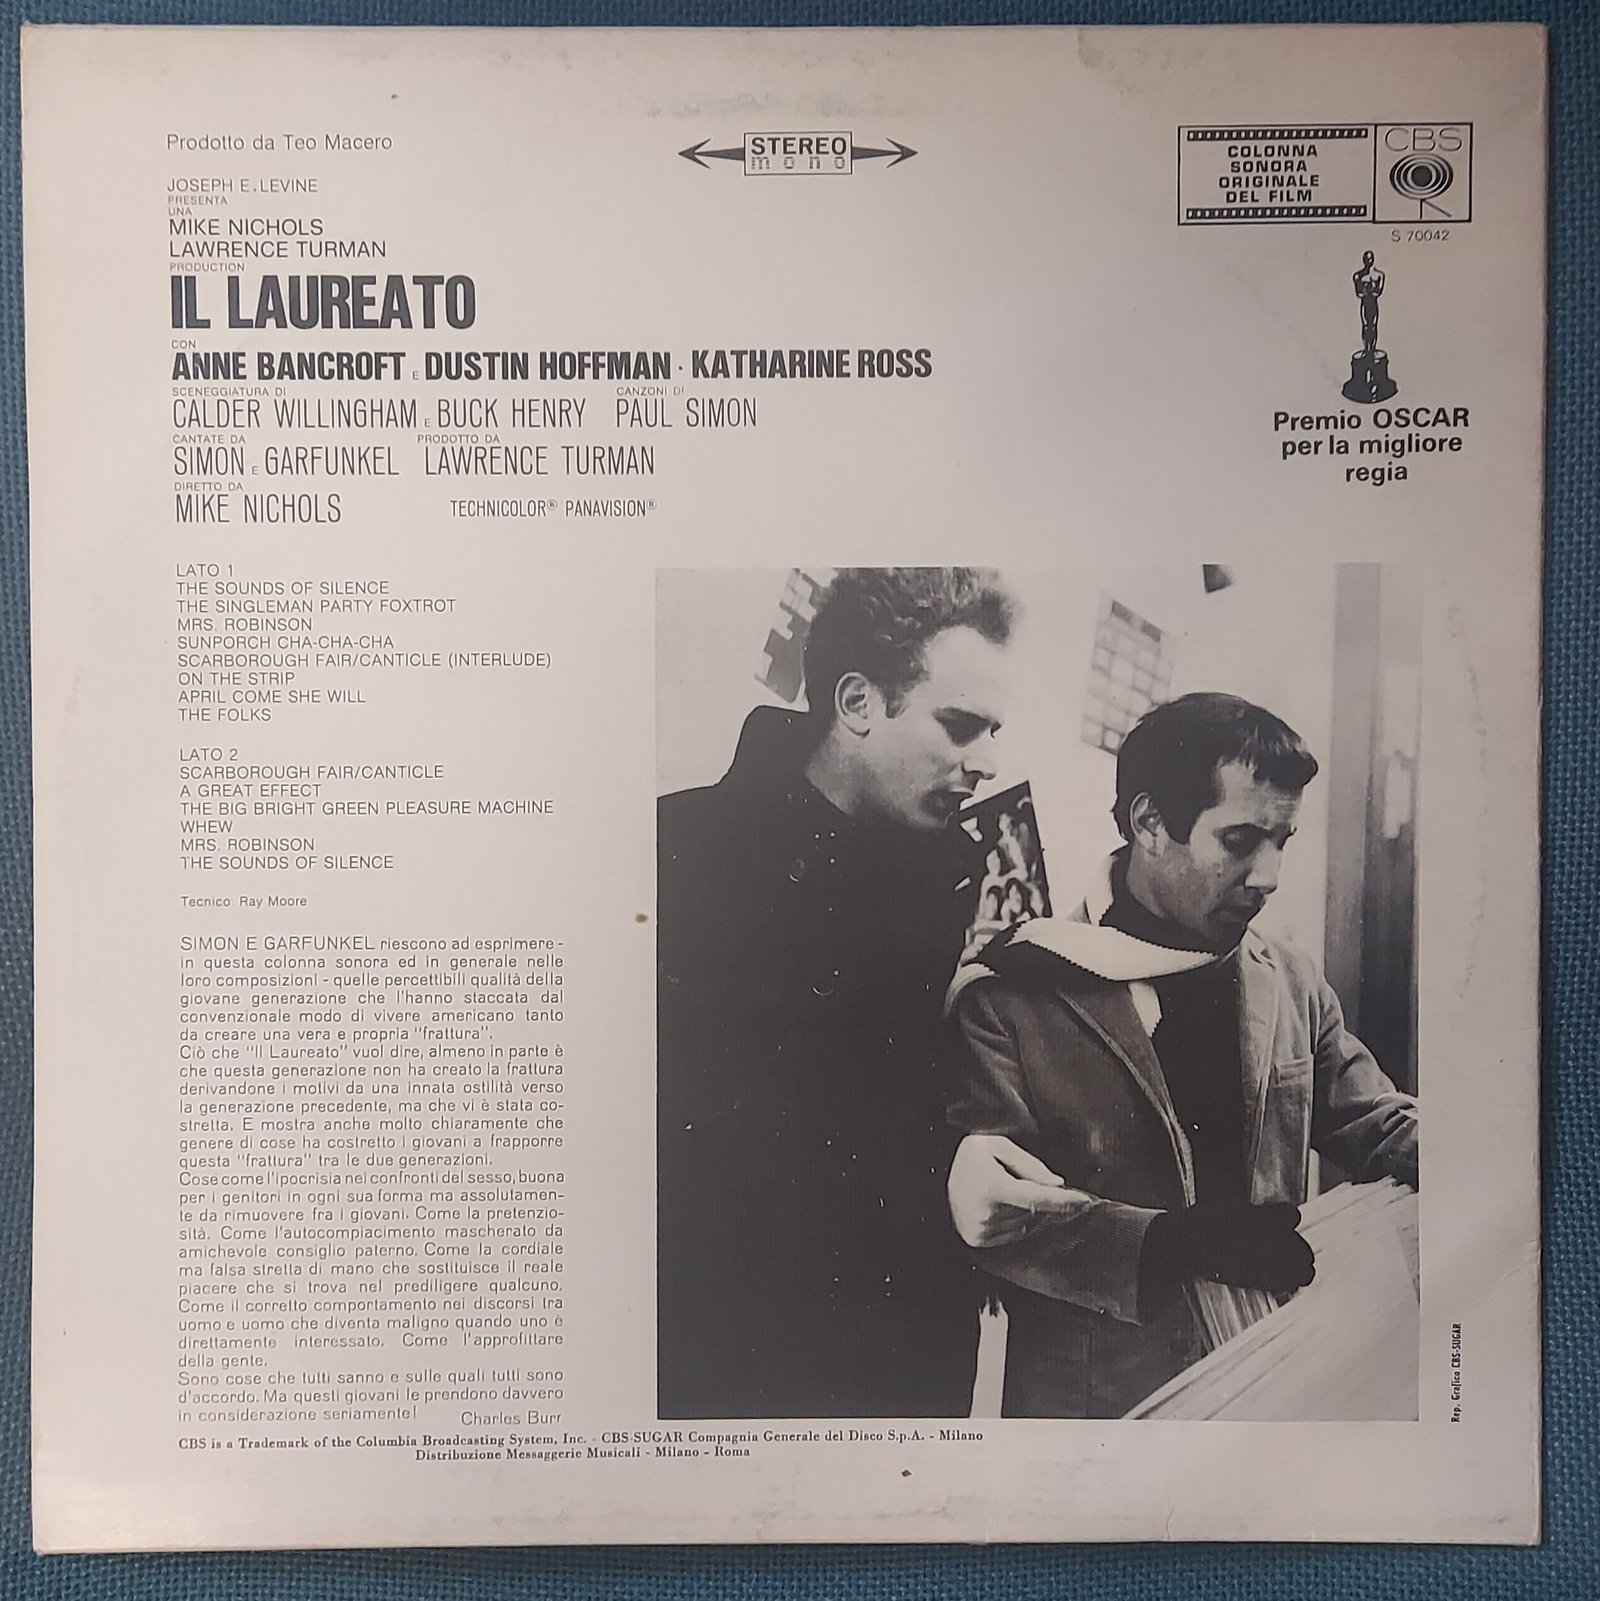 Prodotto da Teo Macero
STEREO
mono
COLONNA
SONORA
ORIGINALE
DEL FILM
CBS
S 70042
JOSEPH E. LEVINE
PRESENTA
UNA
MIKE NICHOLS
LAWRENCE TURMAN
PRODUCTION
IL LAUREATO
CON
ANNE BANCROFT E DUSTIN HOFFMAN · KATHARINE ROSS
SCENEGGIATURA DI CANZONI DI
CALDER WILLINGHAM E BUCK HENRY PAUL SIMON
CANTATE DA PRODOTTO DA
SIMON E GARFUNKEL LAWRENCE TURMAN
DIRETTO DA
MIKE NICHOLS TECHNICOLOR® PANAVISION®
Premio OSCAR
per la migliore
regia
LATO 1
THE SOUNDS OF SILENCE
THE SINGLEMAN PARTY FOXTROT
MRS. ROBINSON
SUNPORCH CHA-CHA-CHA
SCARBOROUGH FAIR/CANTICLE (INTERLUDE)
ON THE STRIP
APRIL COME SHE WILL
THE FOLKS
LATO 2
SCARBOROUGH FAIR/CANTICLE
A GREAT EFFECT
THE BIG BRIGHT GREEN PLEASURE MACHINE
WHEW
MRS. ROBINSON
THE SOUNDS OF SILENCE
Tecnico: Ray Moore
SIMON E GARFUNKEL riescono ad esprimere -
in questa colonna sonora ed in generale nelle
loro composizioni - quelle percettibili qualità della
giovane generazione che l'hanno staccata dal
convenzionale modo di vivere americano tanto
da creare una vera e propria "frattura".
Ciò che "Il Laureato" vuol dire, almeno in parte è
che questa generazione non ha creato la frattura
derivandone i motivi da una innata ostilità verso
la generazione precedente, ma che vi è stata co-
stretta. E mostra anche molto chiaramente che
genere di cose ha costretto i giovani a frapporre
questa "frattura" tra le due generazioni.
Cose come l'ipocrisia nei confronti del sesso, buona
per i genitori in ogni sua forma ma assolutamen-
te da rimuovere fra i giovani. Come la pretenzio-
sità. Come l'autocompiacimento mascherato da
amichevole consiglio paterno. Come la cordiale
ma falsa stretta di mano che sostituisce il reale
piacere che si trova nel prediligere qualcuno.
Come il corretto comportamento nei discorsi tra
uomo e uomo che diventa maligno quando uno è
direttamente interessato. Come l'approfittare
della gente.
Sono cose che tutti sanno e sulle quali tutti sono
d'accordo. Ma questi giovani le prendono davvero
in considerazione seriamente!
Charles Burr
Rep. Grafico CBS-SUGAR
CBS is a Trademark of the Columbia Broadcasting System, Inc. - CBS-SUGAR Compagnia Generale del Disco S.p.A. - Milano
Distribuzione Messaggerie Musicali - Milano - Roma